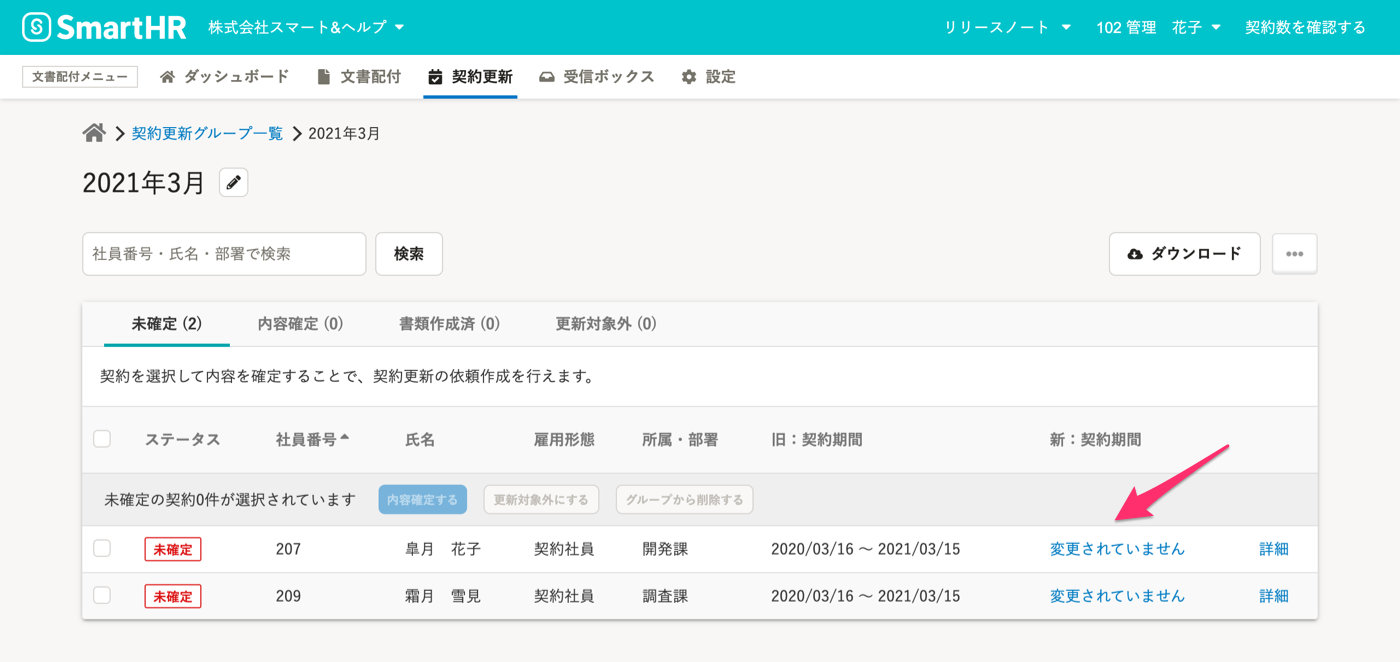 SmartHR 株式会社スマート&ヘルプ リリースノート 102 管理 花子 契約数を確認する
文書配付メニュー ダッシュボード 文書配付 契約更新 受信ボックス 設定
契約更新グループ一覧 2021年3月
2021年3月
社員番号・氏名・部署で検索 検索 ダウンロード
未確定 (2) 内容確定 (0) 書類作成済 (0) 更新対象外 (0)
契約を選択して内容を確定することで、契約更新の依頼作成を行えます。
ステータス 社員番号 氏名 雇用形態 所属・部署 旧：契約期間 新：契約期間
未確定の契約0件が選択されています 内容確定する 更新対象外にする グループから削除する
未確定 207 皐月 花子 契約社員 開発課 2020/03/16 〜 2021/03/15 変更されていません 詳細
未確定 209 霜月 雪見 契約社員 調査課 2020/03/16 〜 2021/03/15 変更されていません 詳細